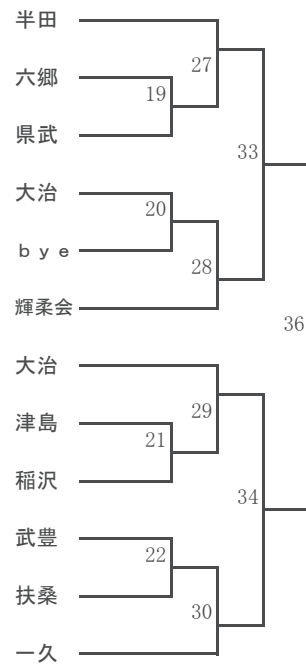 半田
27
六郷
19
県武
33
大治
20
ｂｙｅ
28
輝柔会
36
大治
29
津島
21
稲沢
34
武豊
22
扶桑
30
一久